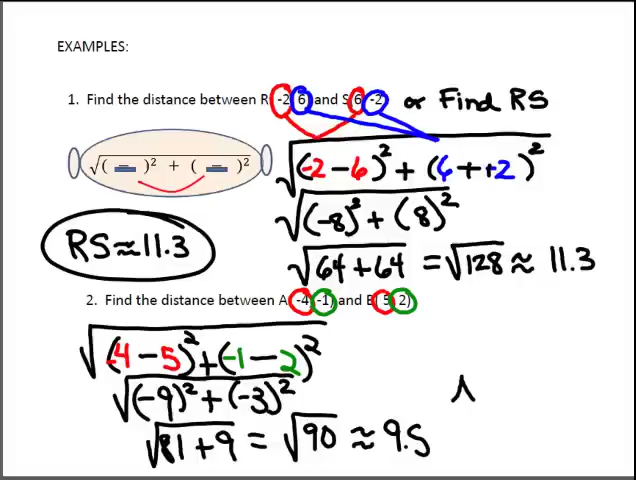 EXAMPLES:
1. Find the distance between R(-2, 6) and S(6, -2) or Find RS
√(__)² + (__)²
√(-2 - 6)² + (6 + +2)²
√(-8)² + (8)²
RS ≈ 11.3
√64 + 64 = √128 ≈ 11.3
2. Find the distance between A(-4, -1) and B( 5, 2)
√(-4 - 5)² + (-1 - 2)²
√(-9)² + (-3)²
√81 + 9 = √90 ≈ 9.5